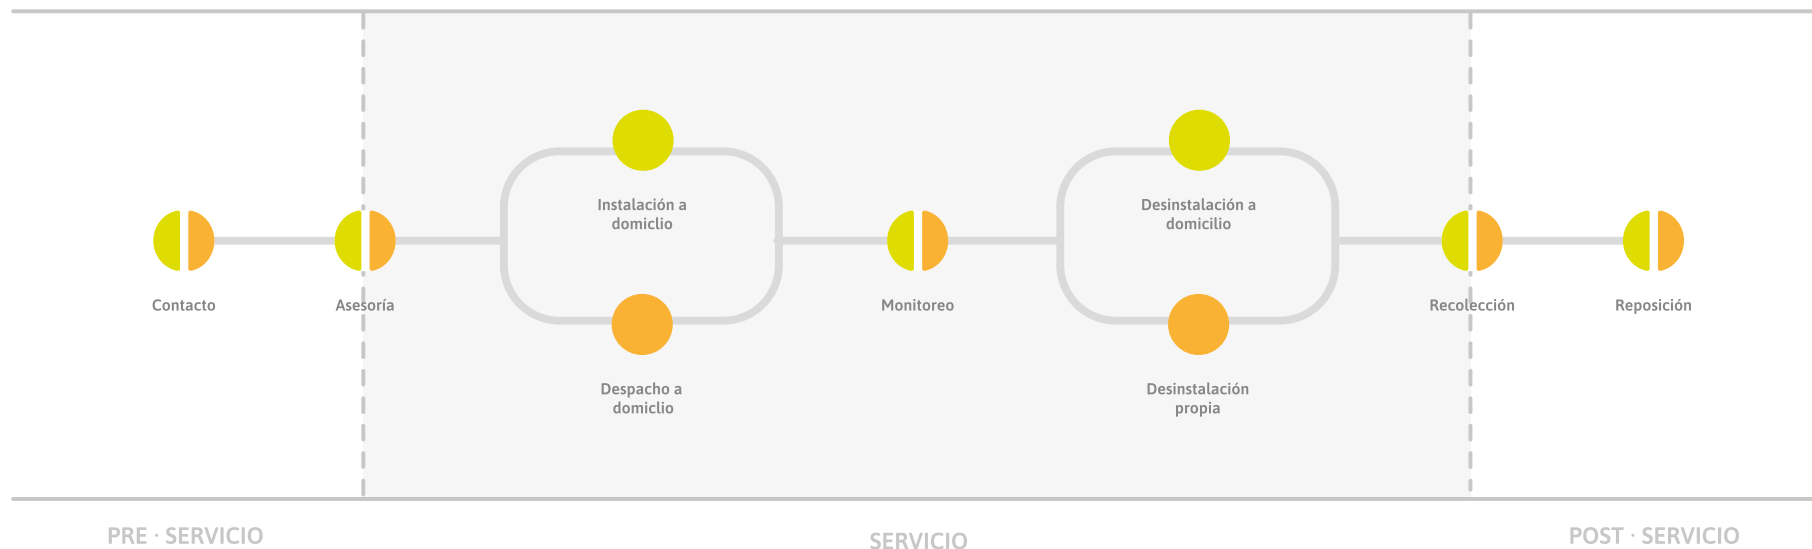 Instalación a
domiclio
Desinstalación a
domicilio
Contacto
Asesoría
Monitoreo
Recolección
Reposición
Despacho a
domiclio
Desinstalación
propia
PRE · SERVICIO
SERVICIO
POST · SERVICIO